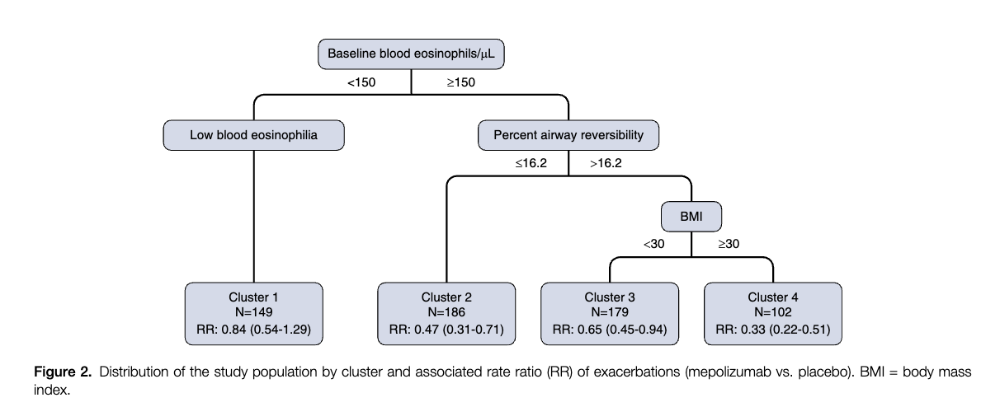 Baseline blood eosinophils/μL
<150
≥150
Low blood eosinophilia
Percent airway reversibility
≤16.2
>16.2
BMI
<30
≥30
Cluster 1
N=149
RR: 0.84 (0.54-1.29)
Cluster 2
N=186
RR: 0.47 (0.31-0.71)
Cluster 3
N=179
RR: 0.65 (0.45-0.94)
Cluster 4
N=102
RR: 0.33 (0.22-0.51)
Figure 2. Distribution of the study population by cluster and associated rate ratio (RR) of exacerbations (mepolizumab vs. placebo). BMI = body mass
index.